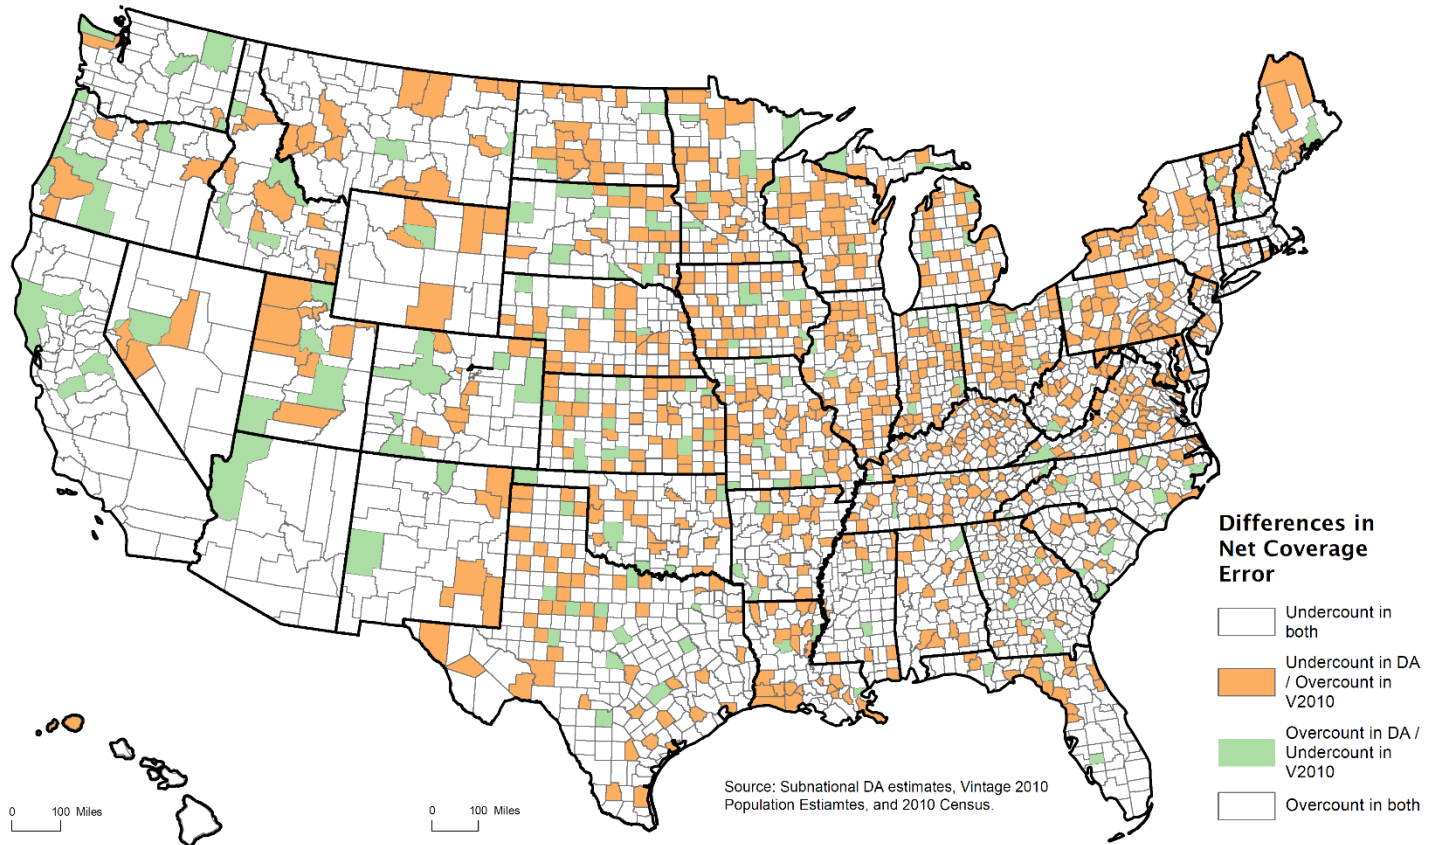 Differences in
Net Coverage
Error
Undercount in
both
Undercount in DA
/ Overcount in
V2010
Overcount in DA /
Undercount in
V2010
Overcount in both
Source: Subnational DA estimates, Vintage 2010
Population Estiamtes, and 2010 Census.
0 100 Miles
0 100 Miles